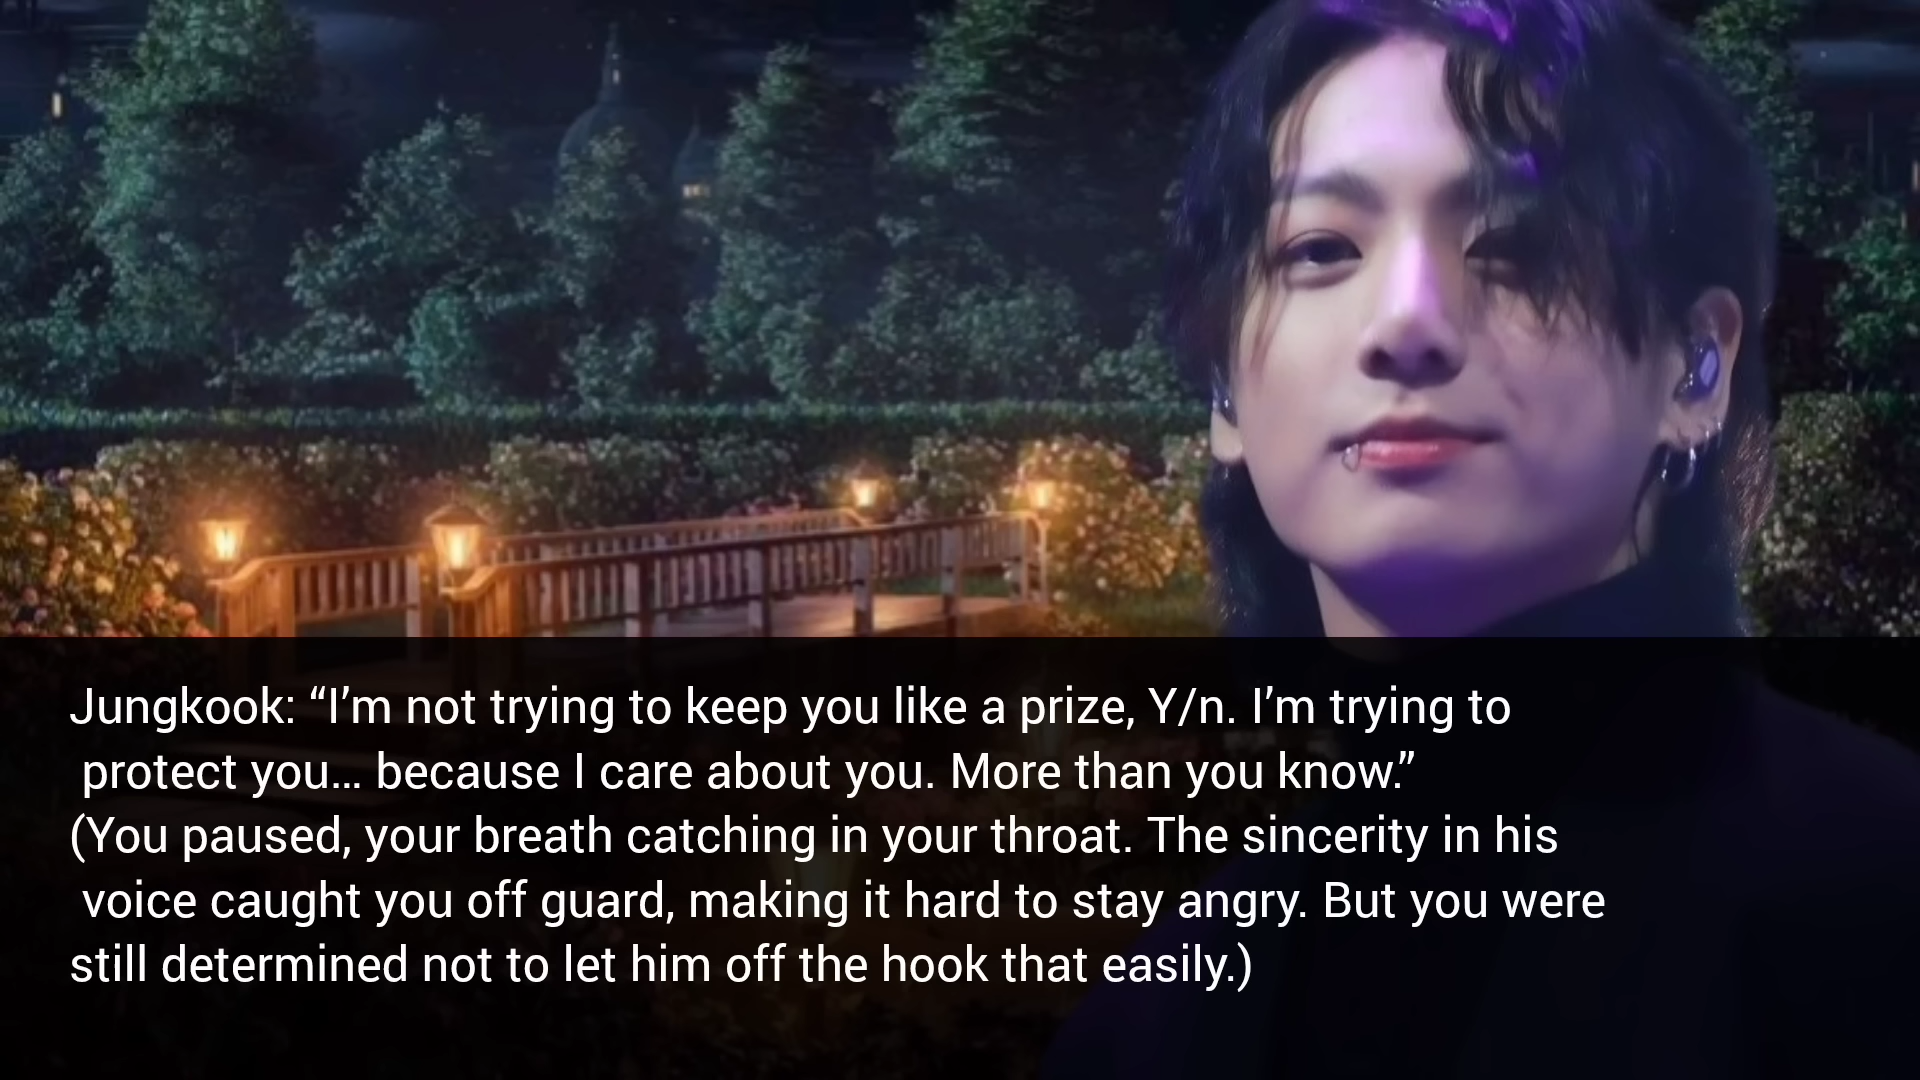 Jungkook: “I’m not trying to keep you like a prize, Y/n. I’m trying to
protect you... because I care about you. More than you know.”
(You paused, your breath catching in your throat. The sincerity in his
voice caught you off guard, making it hard to stay angry. But you were
still determined not to let him off the hook that easily.)